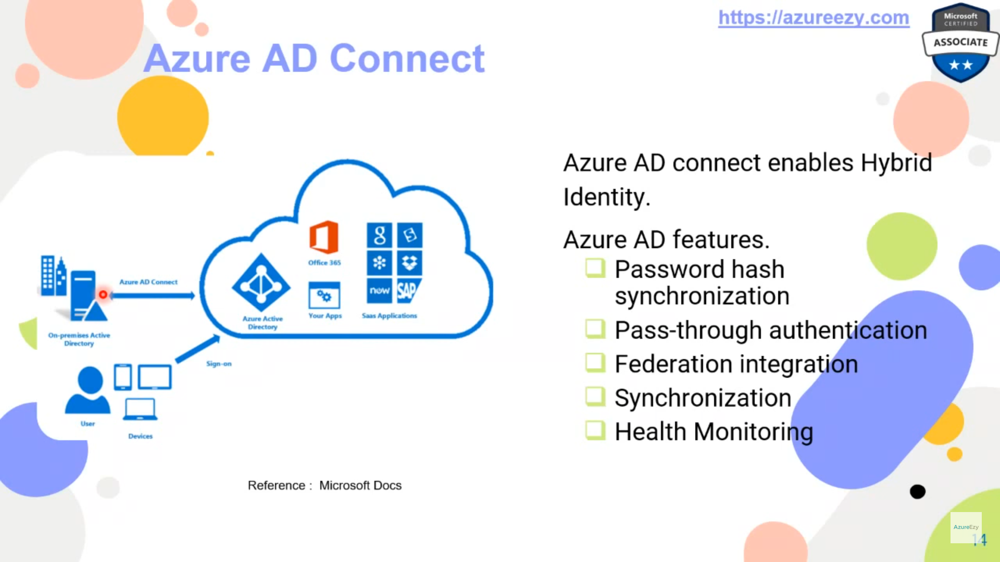 https://azureezy.com
Microsoft
CERTIFIED
ASSOCIATE
Azure AD Connect
Azure AD Connect
On-premises Active
Directory
Office 365
Azure Active
Directory
Your Apps
g
now
SAP
Saas Applications
Sign-on
User
Devices
Reference : Microsoft Docs
Azure AD connect enables Hybrid
Identity.
Azure AD features.
Password hash
synchronization
Pass-through authentication
Federation integration
Synchronization
Health Monitoring
AzureEzy
14